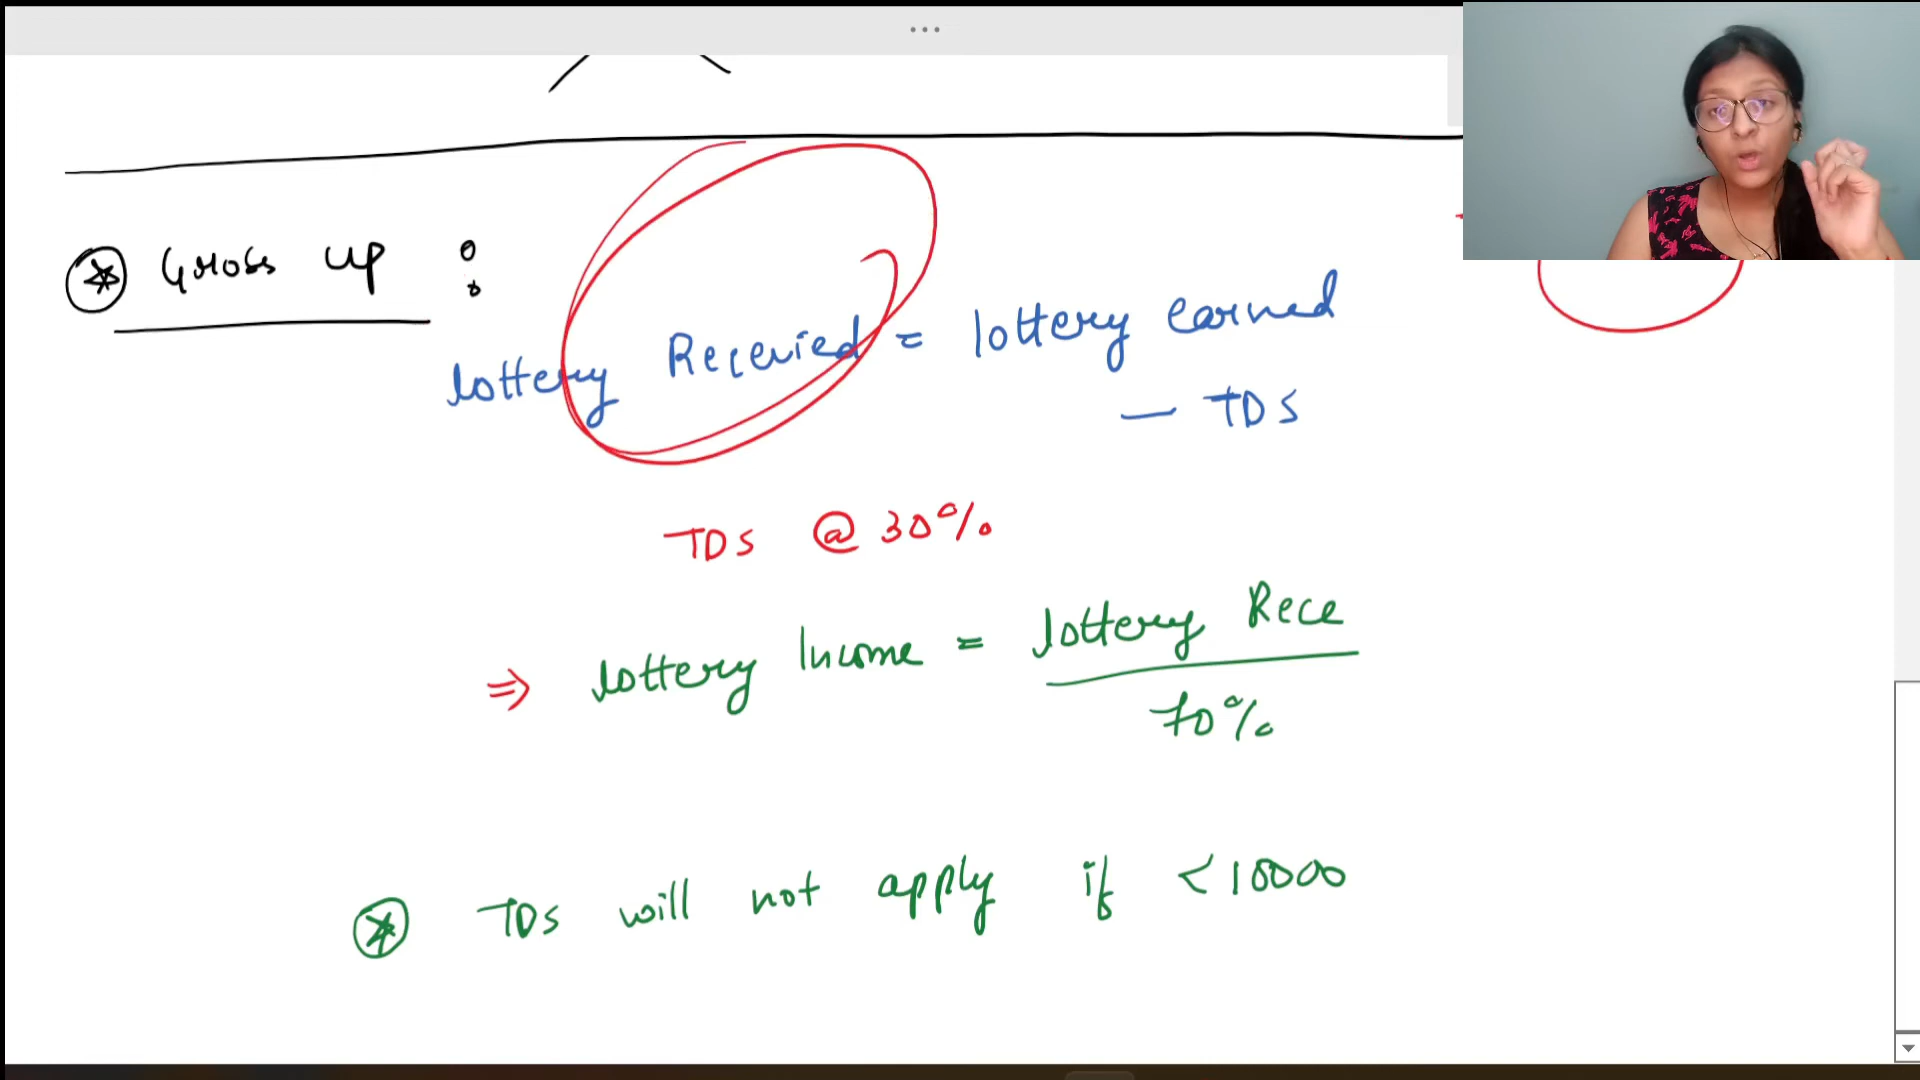 Gross up :
lottery Recevied = lottery earned
— TDS
TDS @ 30%
⇒ lottery Income = lottery Rece
70%
TDS will not apply if < 10000